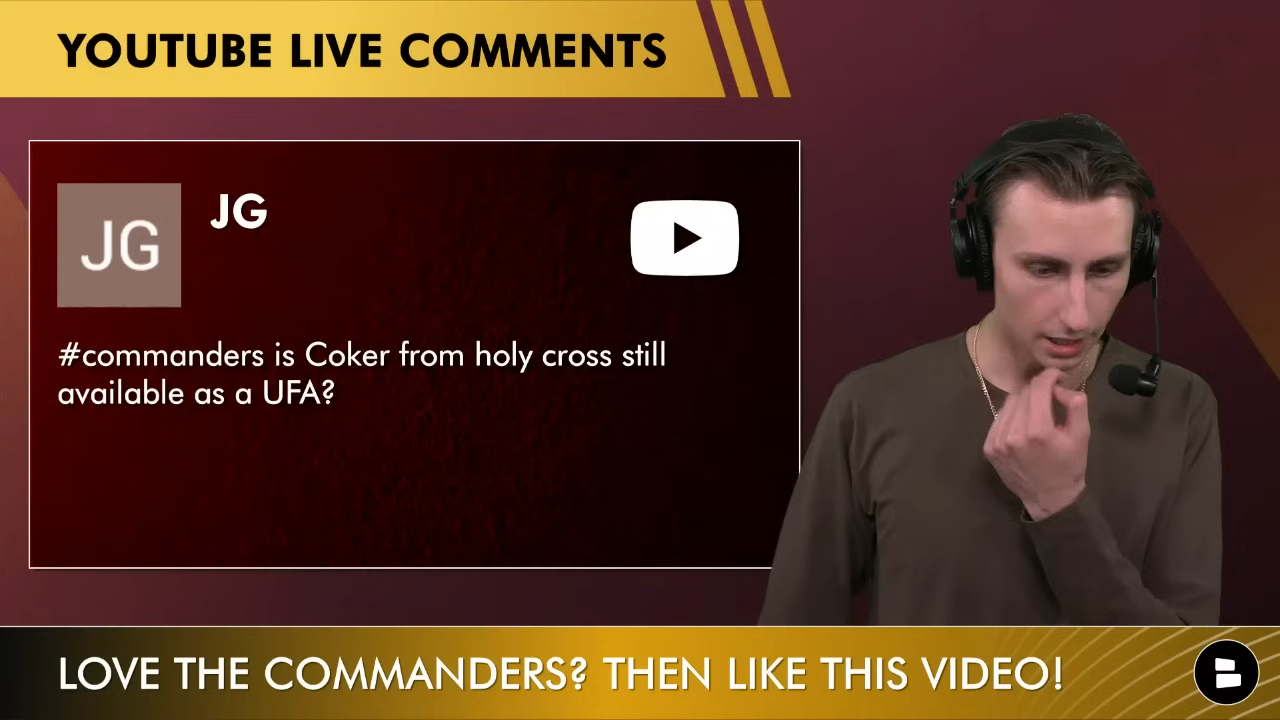 YOUTUBE LIVE COMMENTS
JG
JG
#commanders is Coker from holy cross still
available as a UFA?
LOVE THE COMMANDERS? THEN LIKE THIS VIDEO!